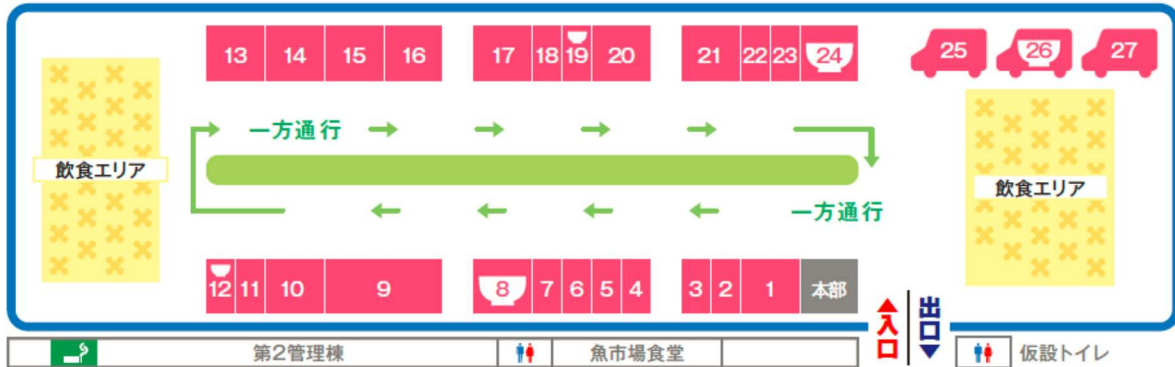 13 14 15 16 17 18 19 20 21 22 23 24 25 26 27
一方通行
飲食エリア
飲食エリア
一方通行
12 11 10 9 8 7 6 5 4 3 2 1 本部
入口
出口
第2管理棟
魚市場食堂
仮設トイレ